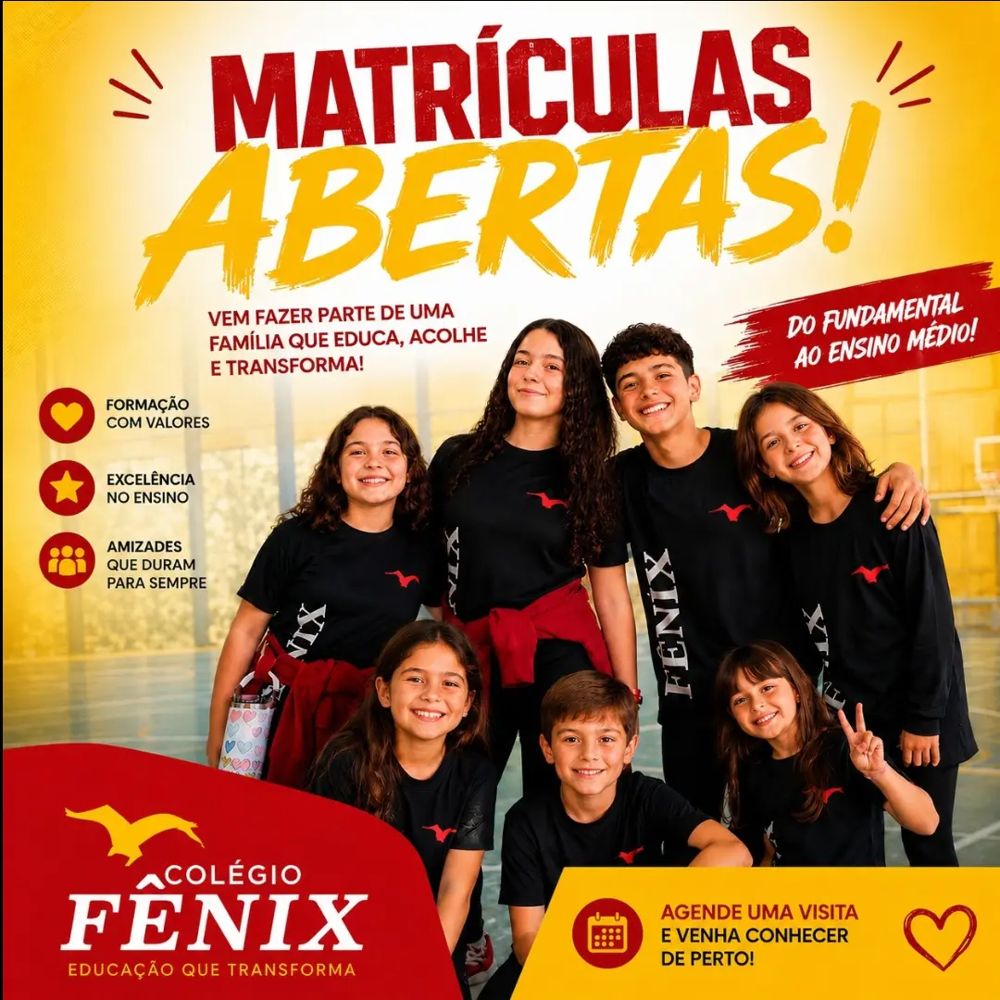 MATRÍCULAS
ABERTAS!
VEM FAZER PARTE DE UMA
FAMÍLIA QUE EDUCA, ACOLHE
E TRANSFORMA!
DO FUNDAMENTAL
AO ENSINO MÉDIO!
FORMAÇÃO
COM VALORES
EXCELÊNCIA
NO ENSINO
AMIZADES
QUE DURAM
PARA SEMPRE
FÊNIX
COLÉGIO
FÊNIX
EDUCAÇÃO QUE TRANSFORMA
AGENDE UMA VISITA
E VENHA CONHECER
DE PERTO!